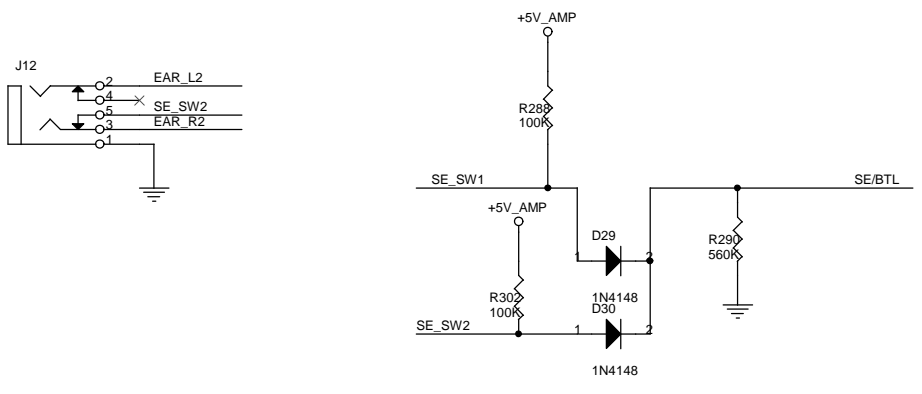 +5V_AMP
J12
2
EAR_L2
4
5
SE_SW2
3
EAR_R2
1
R288
100K
SE_SW1
SE/BTL
+5V_AMP
D29
R290
560K
1
2
R302
100K
1N4148
D30
SE_SW2
1
2
1N4148